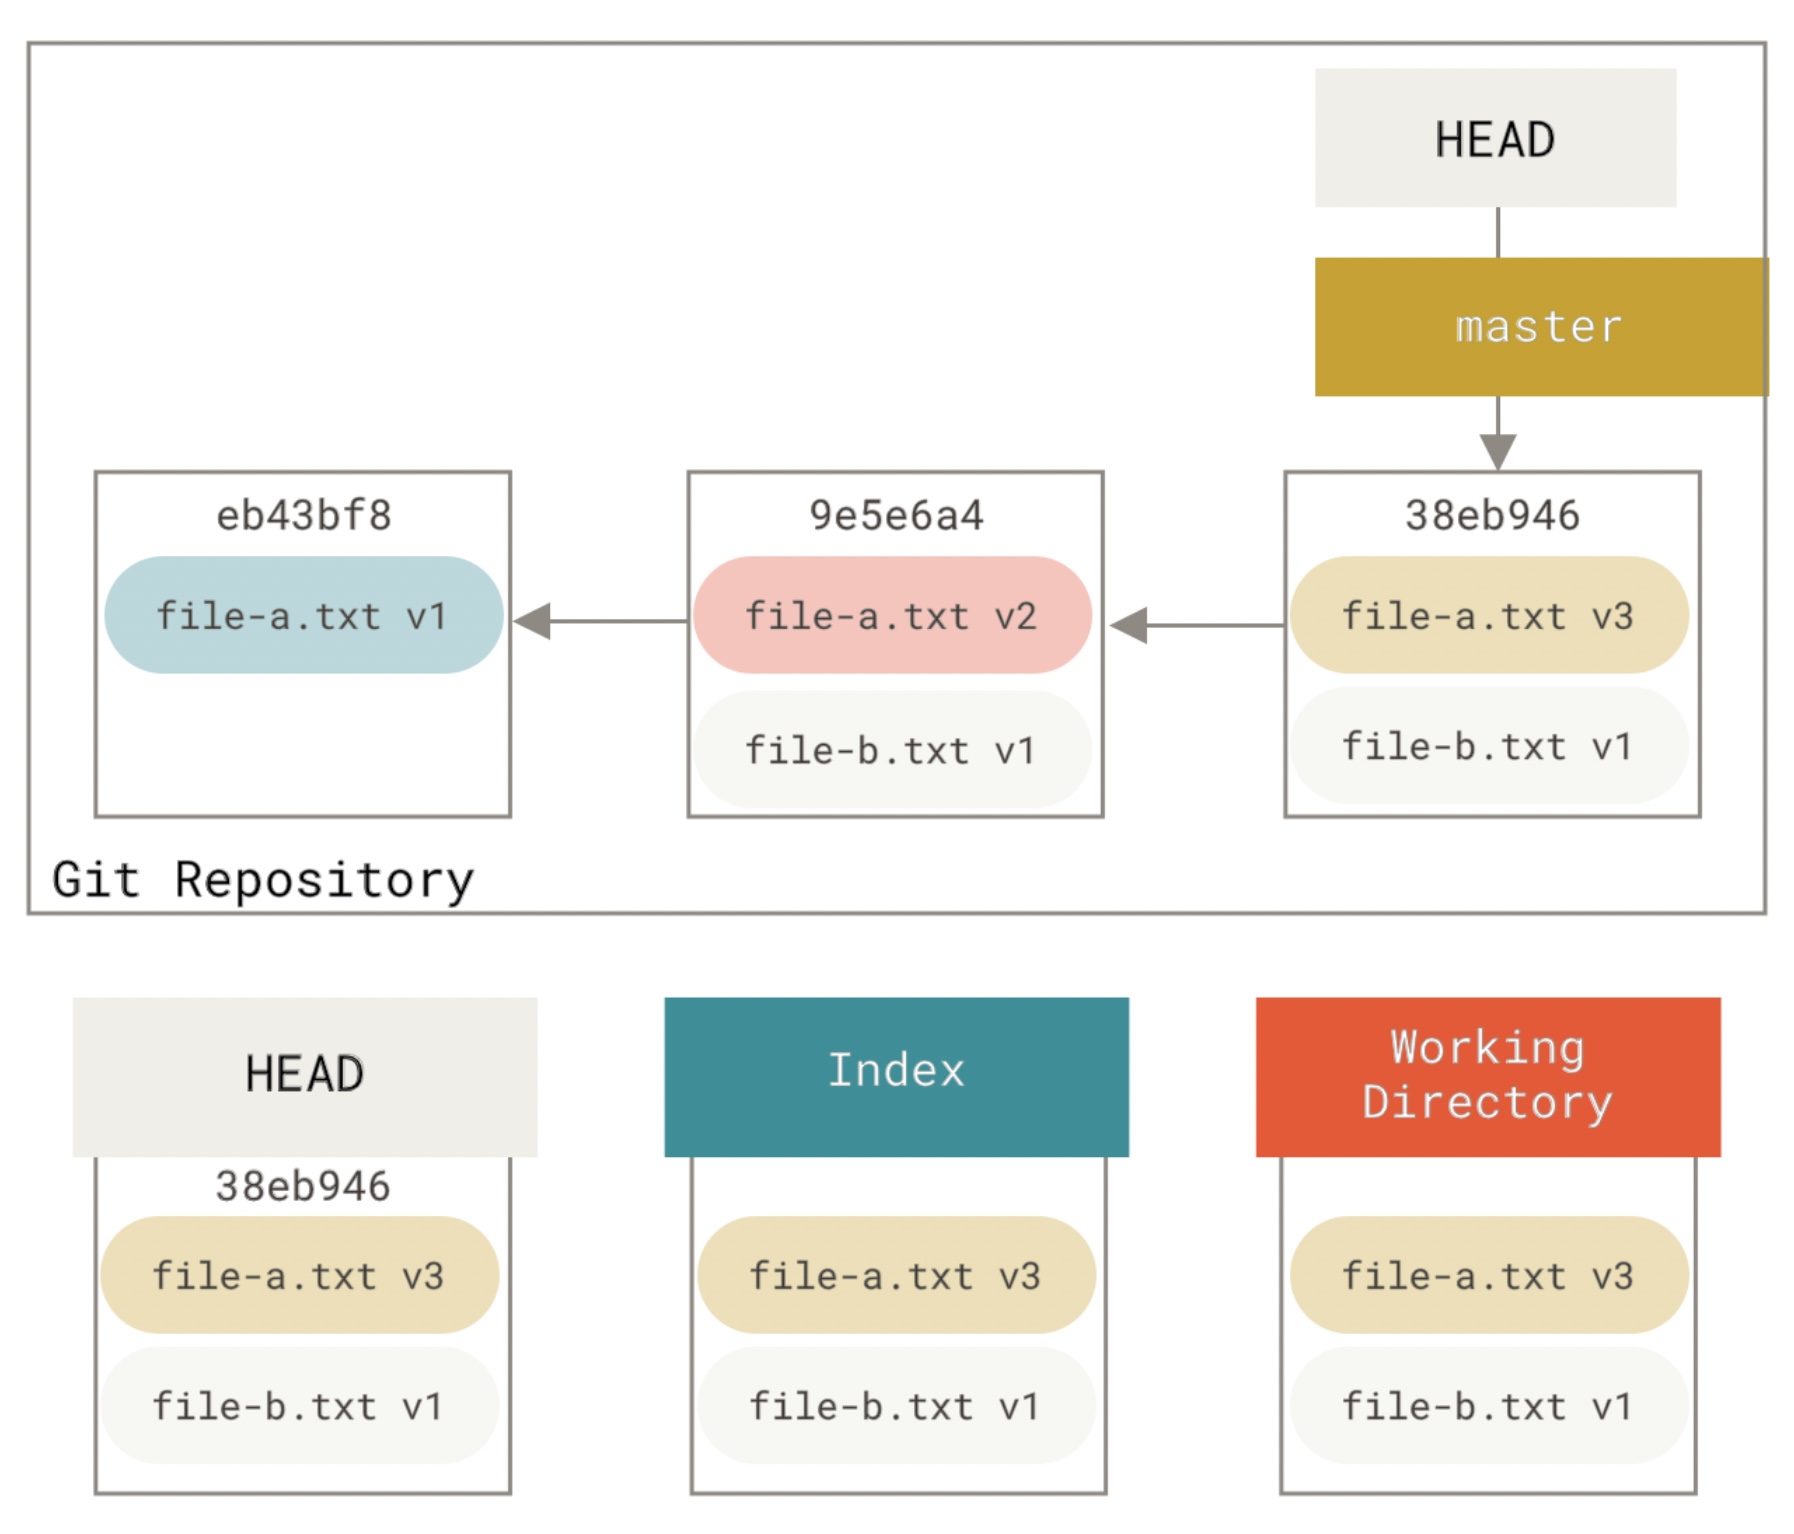 HEAD
master
eb43bf8
9e5e6a4
38eb946
file-a.txt v1
file-a.txt v2
file-a.txt v3
file-b.txt v1
file-b.txt v1
Git Repository
HEAD
Index
Working
Directory
38eb946
file-a.txt v3
file-a.txt v3
file-a.txt v3
file-b.txt v1
file-b.txt v1
file-b.txt v1